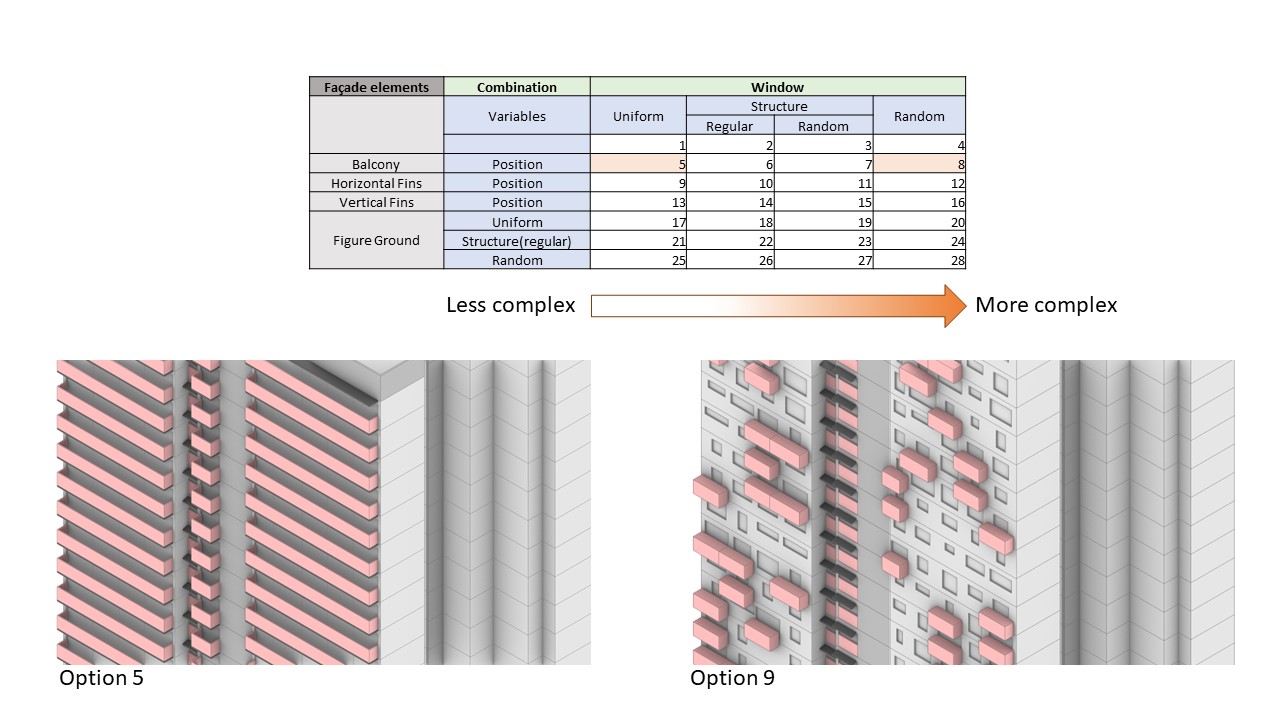 Façade elements Combination Window
Variables Uniform Structure Random
Regular Random
1 2 3 4
Balcony Position 5 6 7 8
Horizontal Fins Position 9 10 11 12
Vertical Fins Position 13 14 15 16
Figure Ground Uniform 17 18 19 20
Structure(regular) 21 22 23 24
Random 25 26 27 28
Less complex More complex
Option 5 Option 9